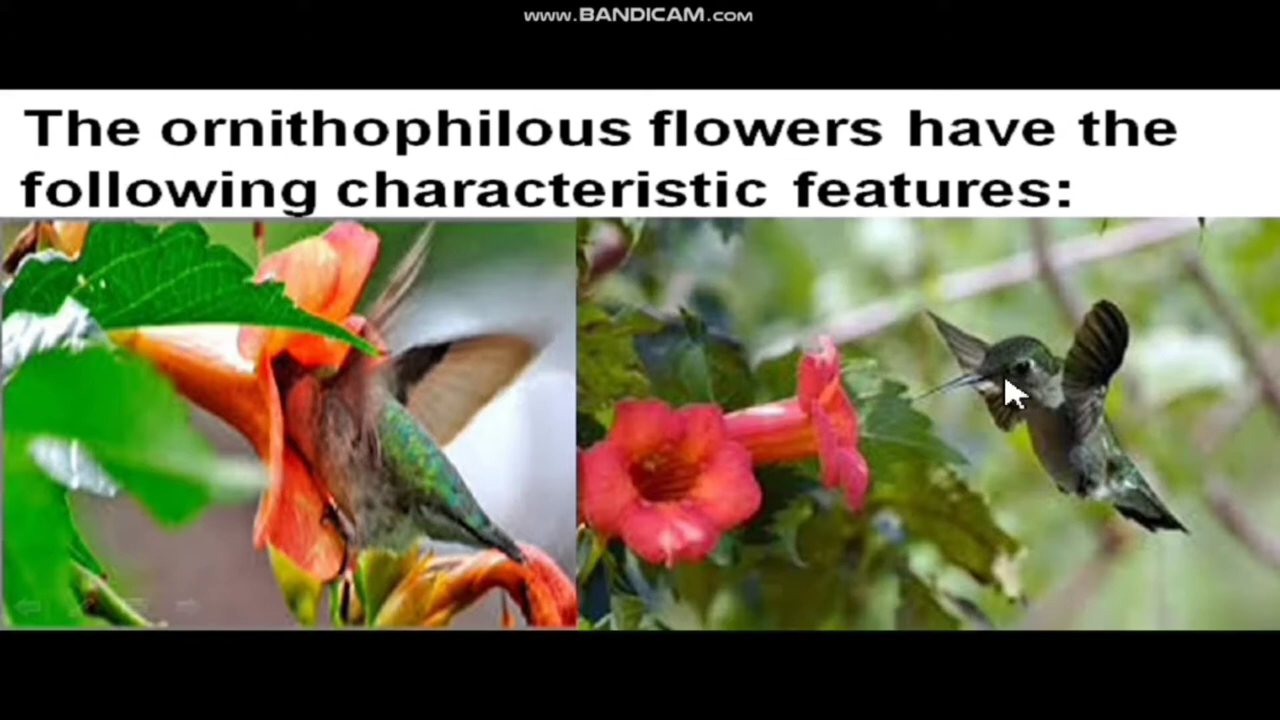 www.BANDICAM.com
The ornithophilous flowers have the
following characteristic features: